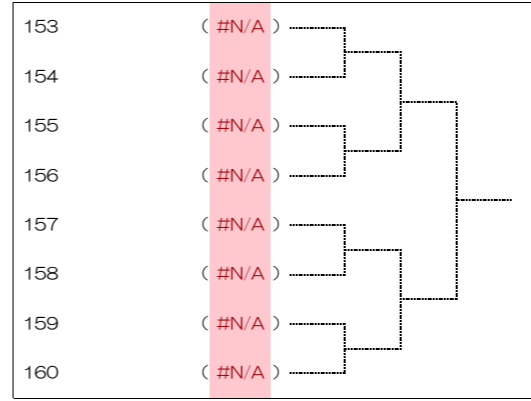 153 ( #N/A )
154 ( #N/A )
155 ( #N/A )
156 ( #N/A )
157 ( #N/A )
158 ( #N/A )
159 ( #N/A )
160 ( #N/A )